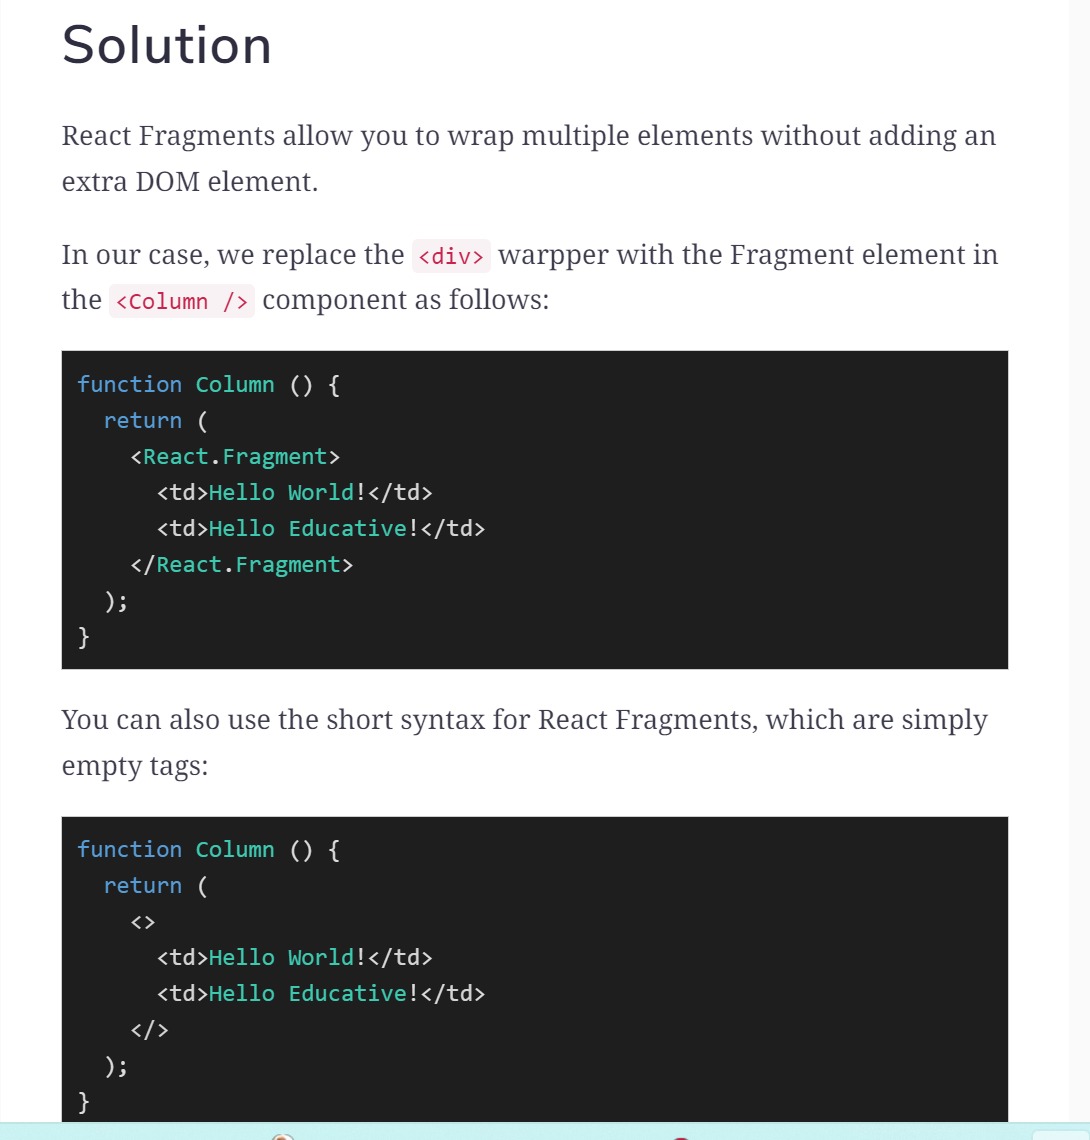 Solution
React Fragments allow you to wrap multiple elements without adding an
extra DOM element.
In our case, we replace the <div> warpper with the Fragment element in
the <Column /> component as follows:
function Column () {
  return (
    <React.Fragment>
      <td>Hello World!</td>
      <td>Hello Educative!</td>
    </React.Fragment>
  );
}
You can also use the short syntax for React Fragments, which are simply
empty tags:
function Column () {
  return (
    <>
      <td>Hello World!</td>
      <td>Hello Educative!</td>
    </>
  );
}